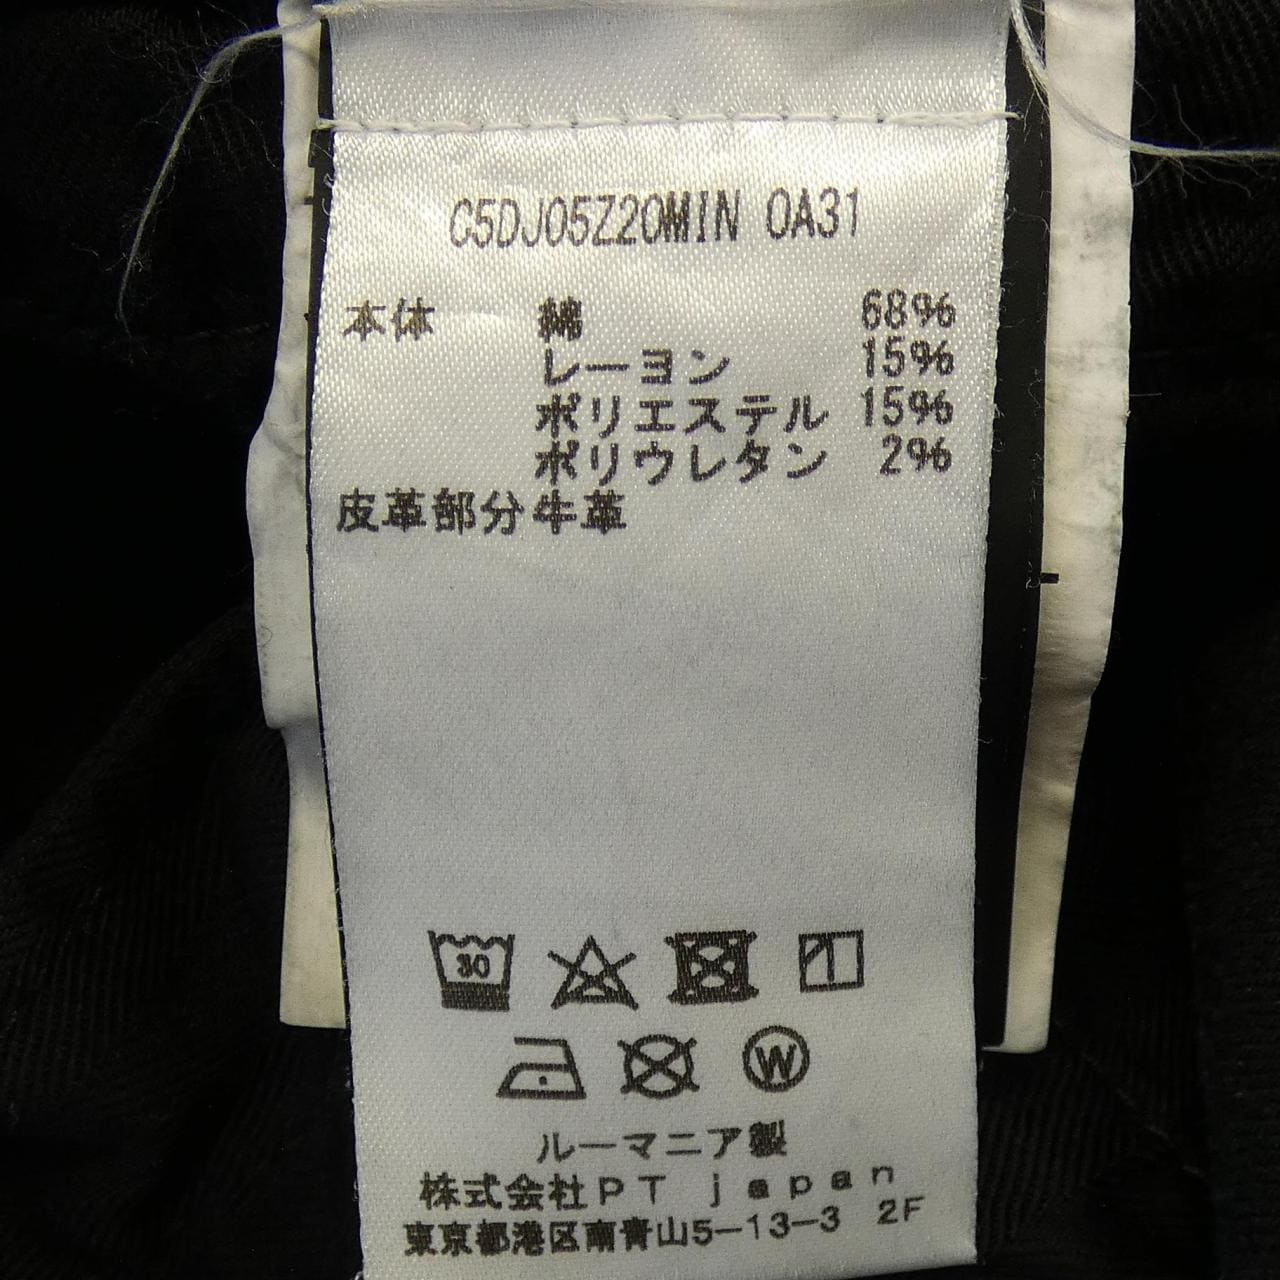 C5DJ05Z20MIN 0A31
本体 綿 68%
レーヨン 15%
ポリエステル 15%
ポリウレタン 2%
皮革部分牛革
30
W
ルーマニア製
株式会社PT japan
東京都港区南青山5-13-3 2F